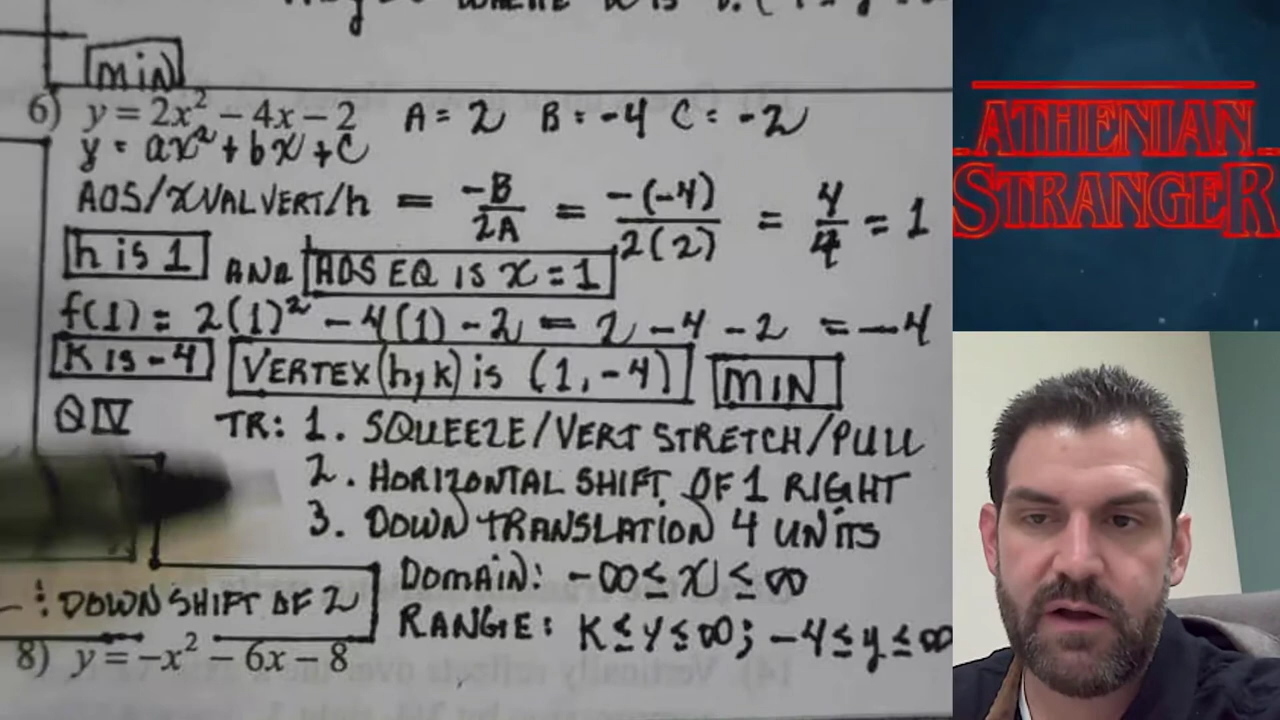 WHERE
min
6) y = 2x² - 4x - 2 A = 2 B = -4 C = -2
y = ax² + bx + C
AOS/XVALVERT/h = -B/2A = -(-4)/2(2) = 4/4 = 1
h is 1 AND AOS EQ IS x = 1
f(1) = 2(1)² - 4(1) - 2 = 2 - 4 - 2 = -4
K is -4 VERTEX (h,k) is (1, -4) MIN
QIV TR: 1. SQUEEZE/VERT STRETCH/PULL
2. HORIZONTAL SHIFT OF 1 RIGHT
3. DOWN TRANSLATION 4 UNITS
DOMAIN: -∞ ≤ x ≤ ∞
: DOWN SHIFT OF 2
RANGE: K ≤ Y ≤ ∞; -4 ≤ y ≤ ∞
8) y = -x² - 6x - 8
ATHENIAN
STRANGER